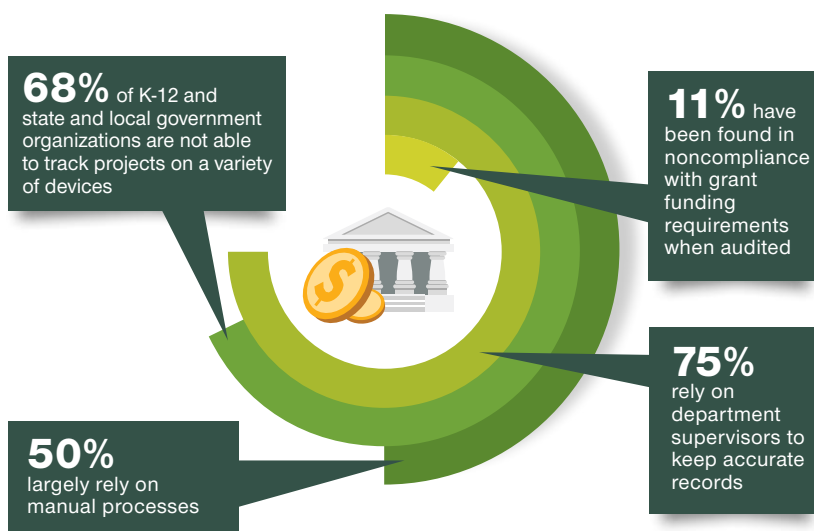 68% of K-12 and
state and local government
organizations are not able
to track projects on a variety
of devices
11% have
been found in
noncompliance
with grant
funding
requirements
when audited
$
75%
rely on
department
supervisors to
keep accurate
records
50%
largely rely on
manual processes